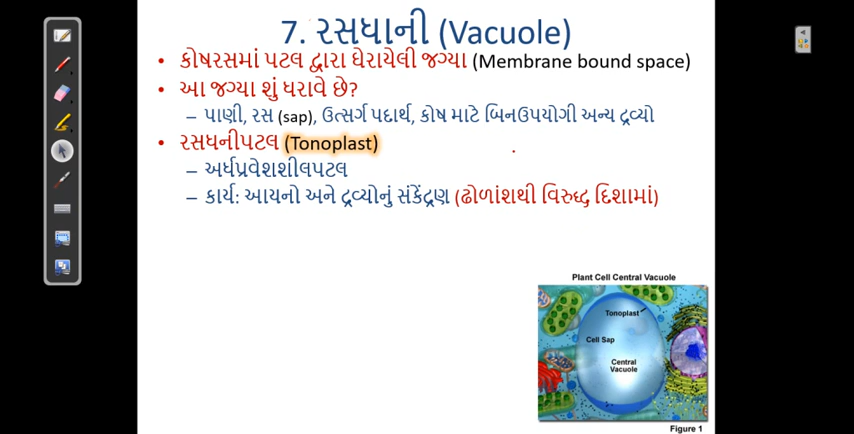 7. રસધાની (Vacuole)
• કોષરસમાં પટલ દ્વારા ઘેરાયેલી જગ્યા (Membrane bound space)
• આ જગ્યા શું ધરાવે છે?
– પાણી, રસ (sap), ઉત્સર્ગ પદાર્થ, કોષ માટે બિનઉપયોગી અન્ય દ્રવ્યો
• રસધનીપટલ (Tonoplast)
– અર્ધપ્રવેશશીલપટલ
– કાર્ય: આયનો અને દ્રવ્યોનું સંકેંદ્રણ (ઢોળાંશથી વિરુદ્ધ દિશામાં)
Plant Cell Central Vacuole
Tonoplast
Cell Sap
Central
Vacuole
Figure 1